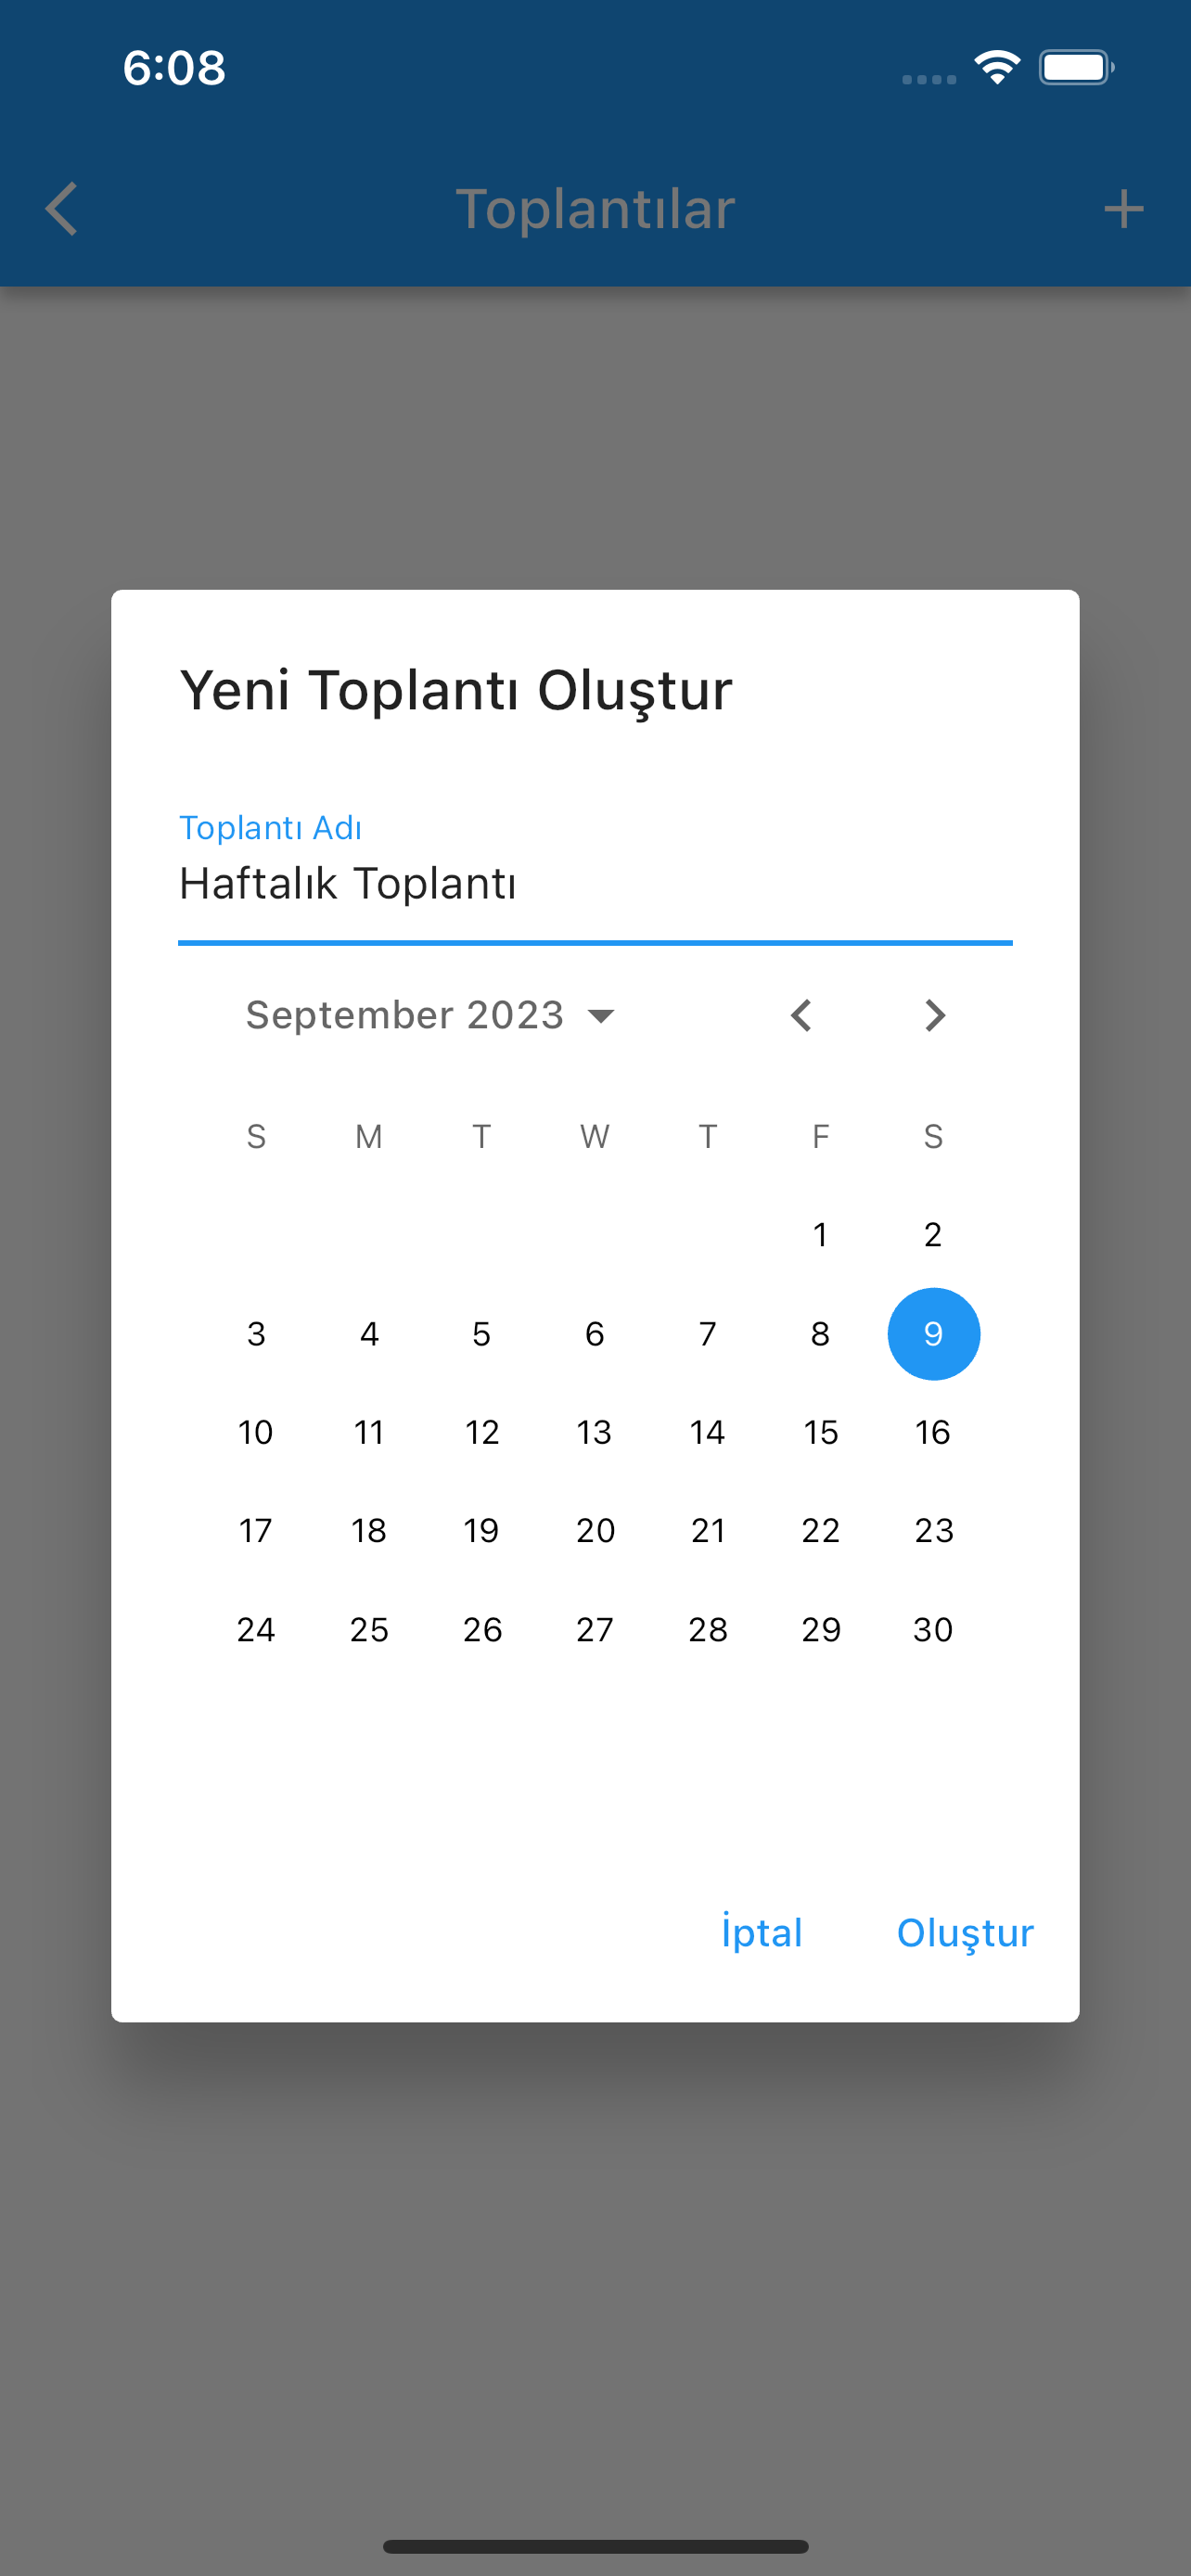 6:08
Toplantılar
Yeni Toplantı Oluştur
Toplantı Adı
Haftalık Toplantı
September 2023
S M T W T F S
1 2
3 4 5 6 7 8 9
10 11 12 13 14 15 16
17 18 19 20 21 22 23
24 25 26 27 28 29 30
İptal Oluştur